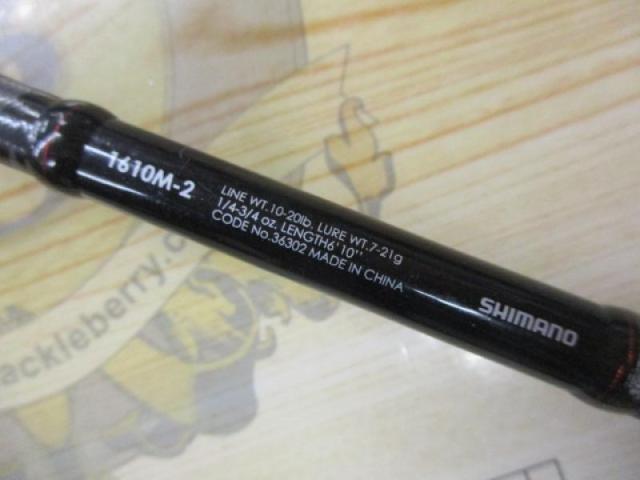 1610M-2
LINE WT.10-20lb. LURE WT.7-21g
1/4-3/4 oz. LENGTH6'10"
CODE No.36302 MADE IN CHINA
SHIMANO
ackleberry.c